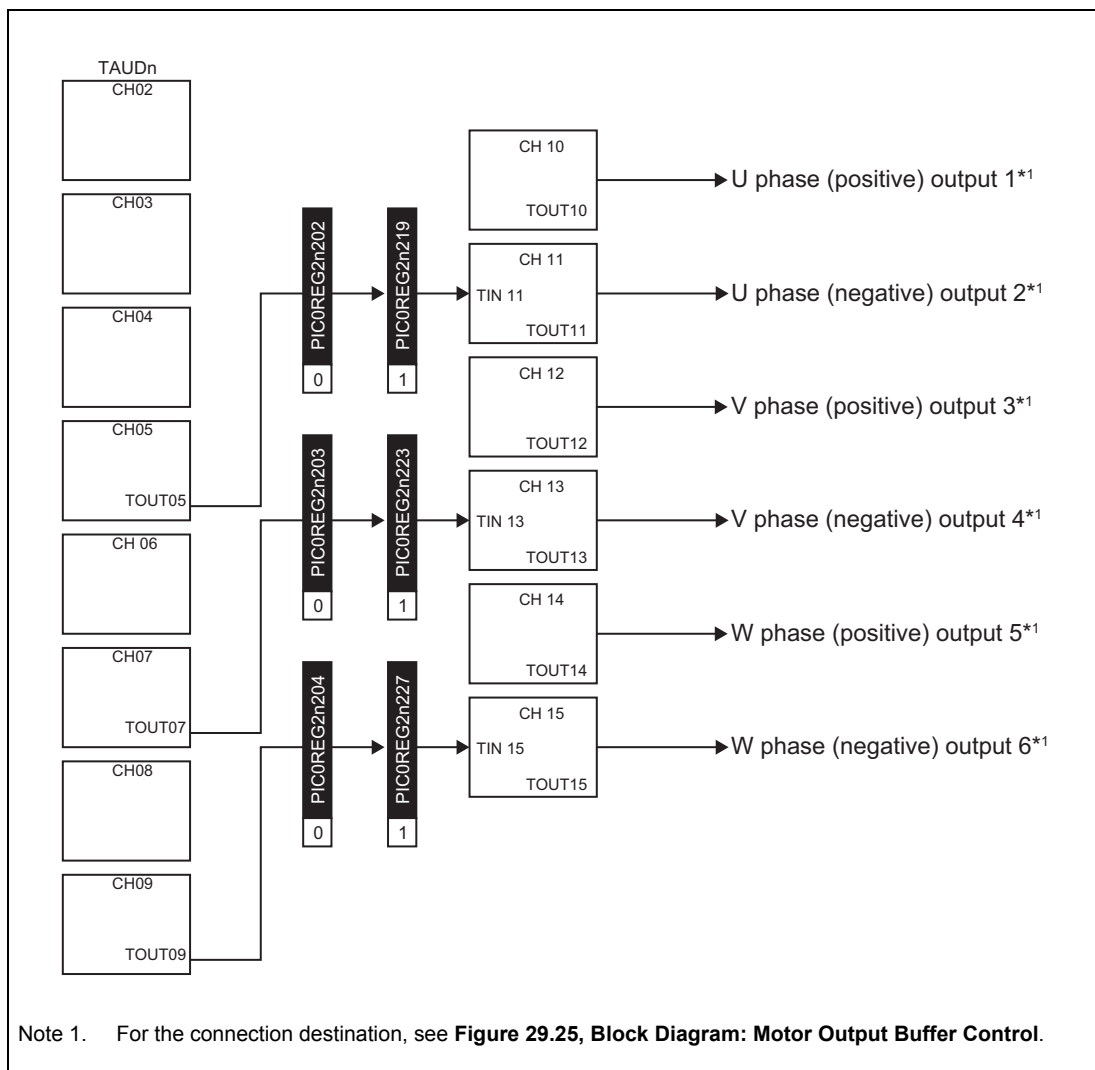 TAUDn
CH02
CH03
CH04
CH05
TOUT05
CH 06
CH07
TOUT07
CH08
CH09
TOUT09
PIC0REG2n202
0
PIC0REG2n219
1
PIC0REG2n203
0
PIC0REG2n223
1
PIC0REG2n204
0
PIC0REG2n227
1
CH 10
TOUT10
U phase (positive) output 1*1
CH 11
TIN 11
TOUT11
U phase (negative) output 2*1
CH 12
TOUT12
V phase (positive) output 3*1
CH 13
TIN 13
TOUT13
V phase (negative) output 4*1
CH 14
TOUT14
W phase (positive) output 5*1
CH 15
TIN 15
TOUT15
W phase (negative) output 6*1
Note 1. For the connection destination, see Figure 29.25, Block Diagram: Motor Output Buffer Control.